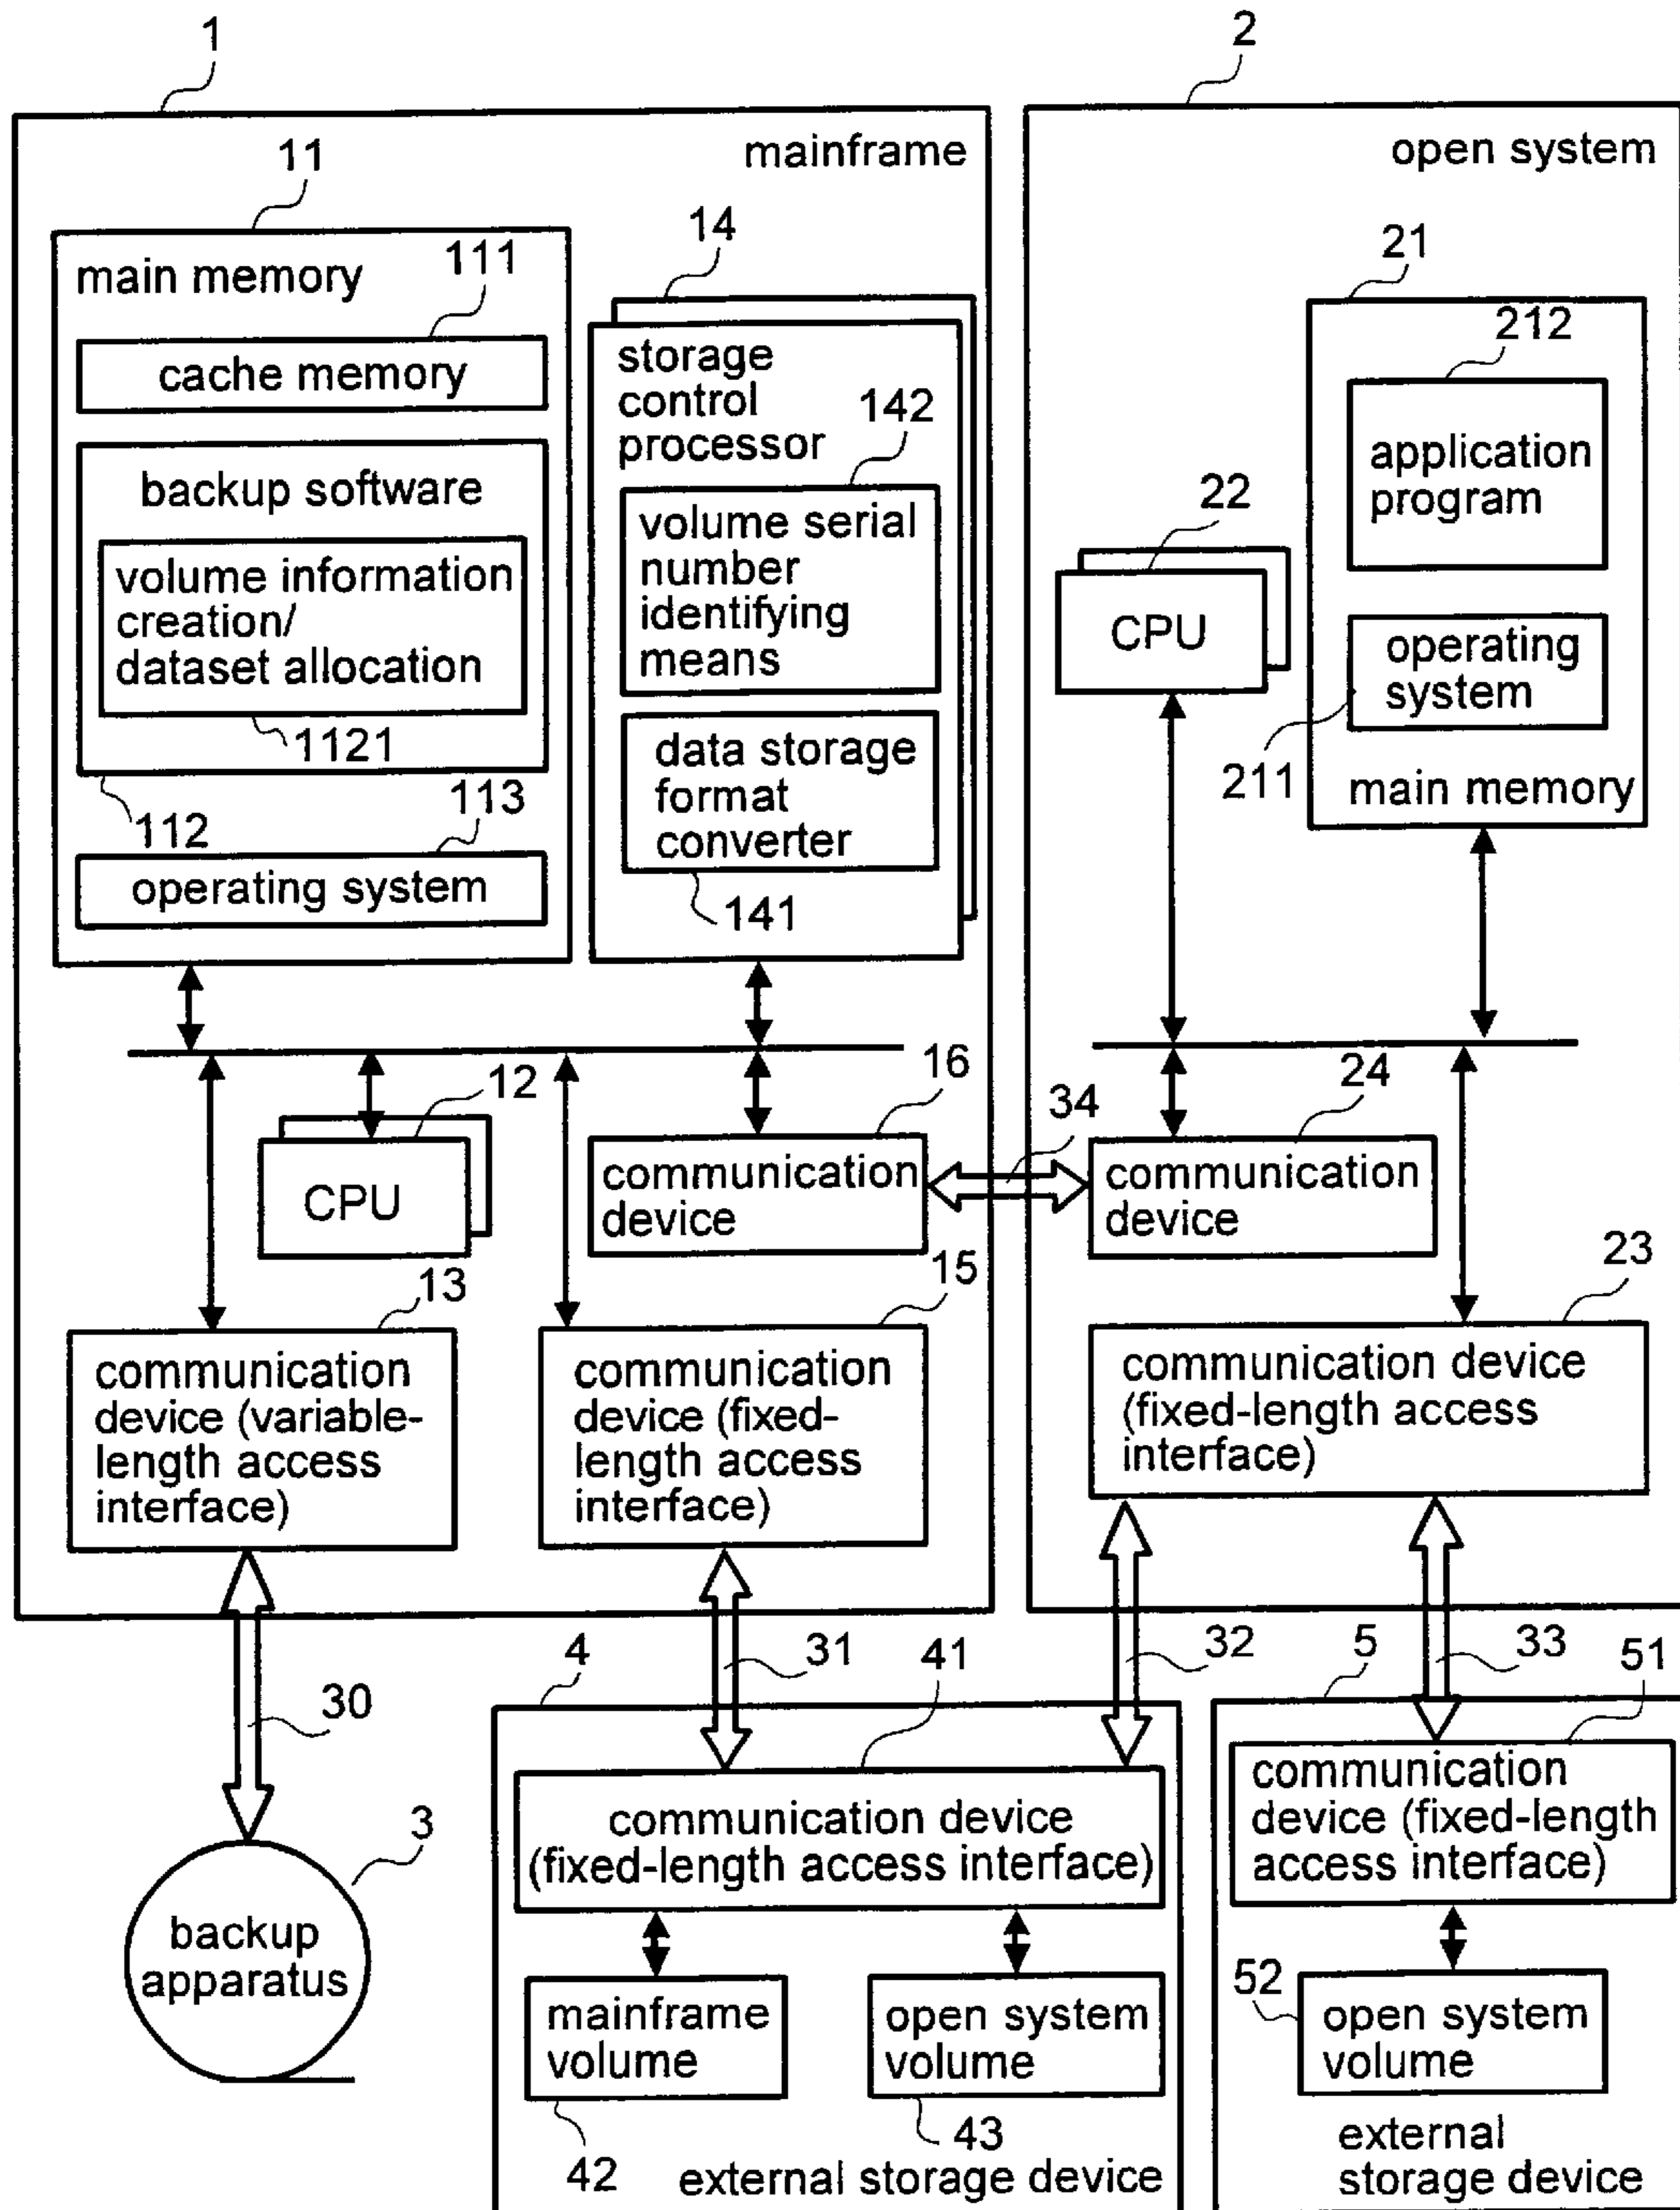 1
2
mainframe
open system
11
14
main memory
111
cache memory
backup software
volume information
creation/
dataset allocation
1121
112
113
operating system
storage
control
processor
142
volume serial
number
identifying
means
data storage
format
converter
141
21
212
application
program
operating
system
211
main memory
22
CPU
12
CPU
16
communication
device
34
24
communication
device
13
communication
device (variable-
length access
interface)
15
communication
device (fixed-
length access
interface)
23
communication device
(fixed-length access
interface)
30
31
32
33
3
backup
apparatus
4
41
communication device
(fixed-length access interface)
mainframe
volume
42
open system
volume
43
external storage device
5
51
communication
device (fixed-length
access interface)
52
open system
volume
external
storage device